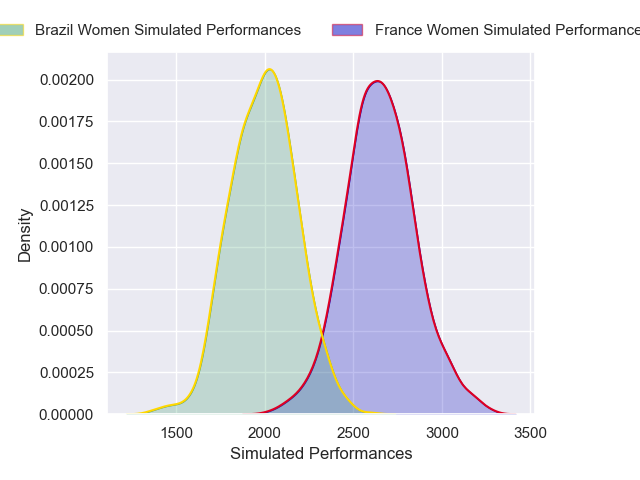 Brazil Women Simulated Performances France Women Simulated Performance
0.00200
0.00175
0.00150
0.00125
0.00100
0.00075
0.00050
0.00025
0.00000
Density
1500 2000 2500 3000 3500
Simulated Performances